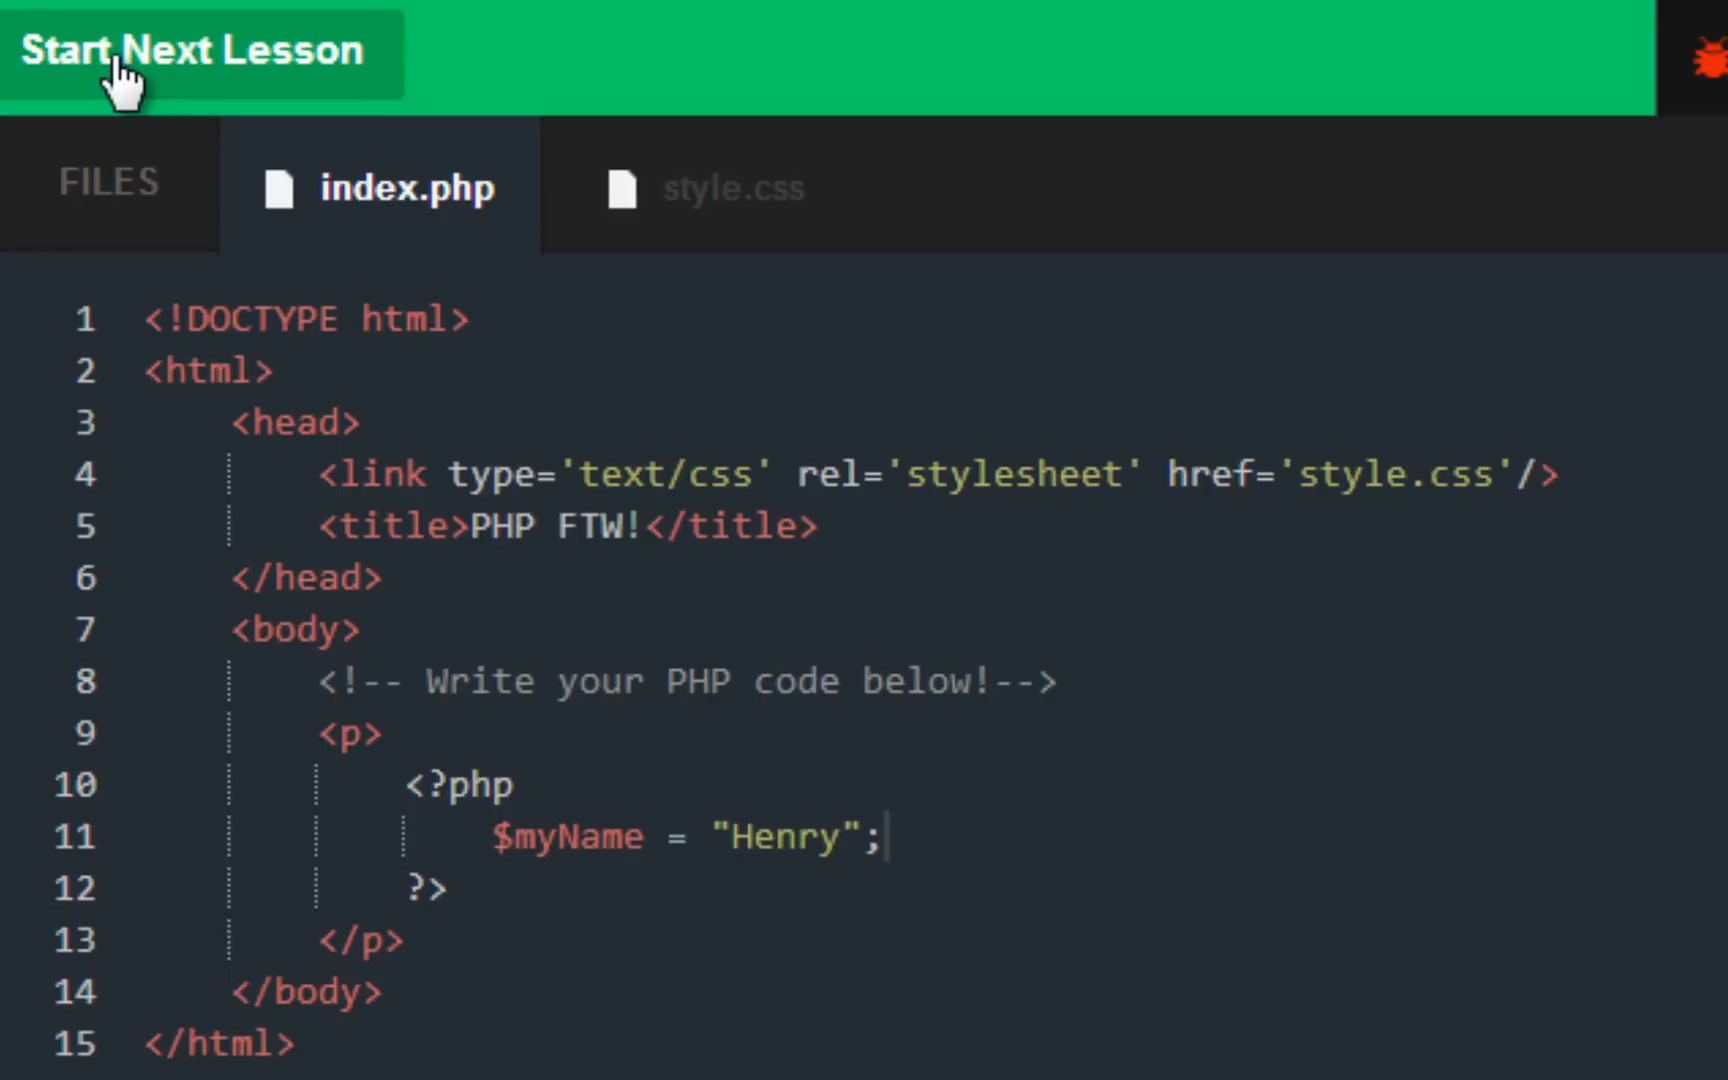 Start Next Lesson
FILES index.php style.css
1 <!DOCTYPE html>
2 <html>
3 <head>
4 <link type='text/css' rel='stylesheet' href='style.css'/>
5 <title>PHP FTW!</title>
6 </head>
7 <body>
8 <!-- Write your PHP code below!-->
9 <p>
10 <?php
11 $myName = "Henry";
12 ?>
13 </p>
14 </body>
15 </html>